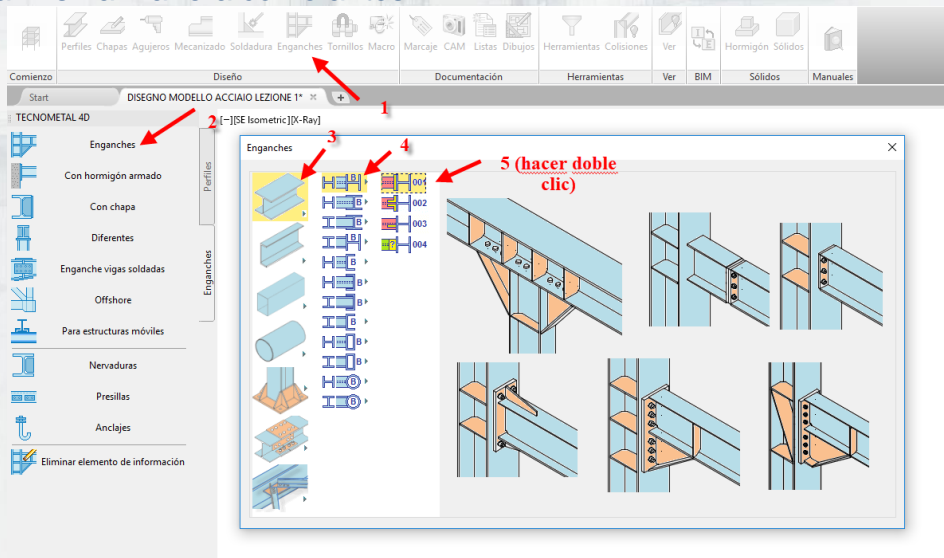 Perfiles Chapas Agujeros Mecanizado Soldadura Enganches Tornillos Macro Marcaje CAM Listas Dibujos Herramientas Colisiones Ver Hormigón Sólidos
Comienzo Diseño Documentación Herramientas Ver BIM Sólidos Manuales
Start DISEGNO MODELLO ACCIAIO LEZIONE 1* × +
1
TECNOMETAL 4D
2
[−][SE Isometric][X-Ray]
Enganches
Con hormigón armado
Con chapa
Diferentes
Enganche vigas soldadas
Offshore
Para estructuras móviles
Nervaduras
Presillas
Anclajes
Eliminar elemento de información
Perfiles
Enganches
3
4
Enganches
5 (hacer doble
clic)
B
001
B
002
B
003
B
004
B
B
B
B
B
B
B
B